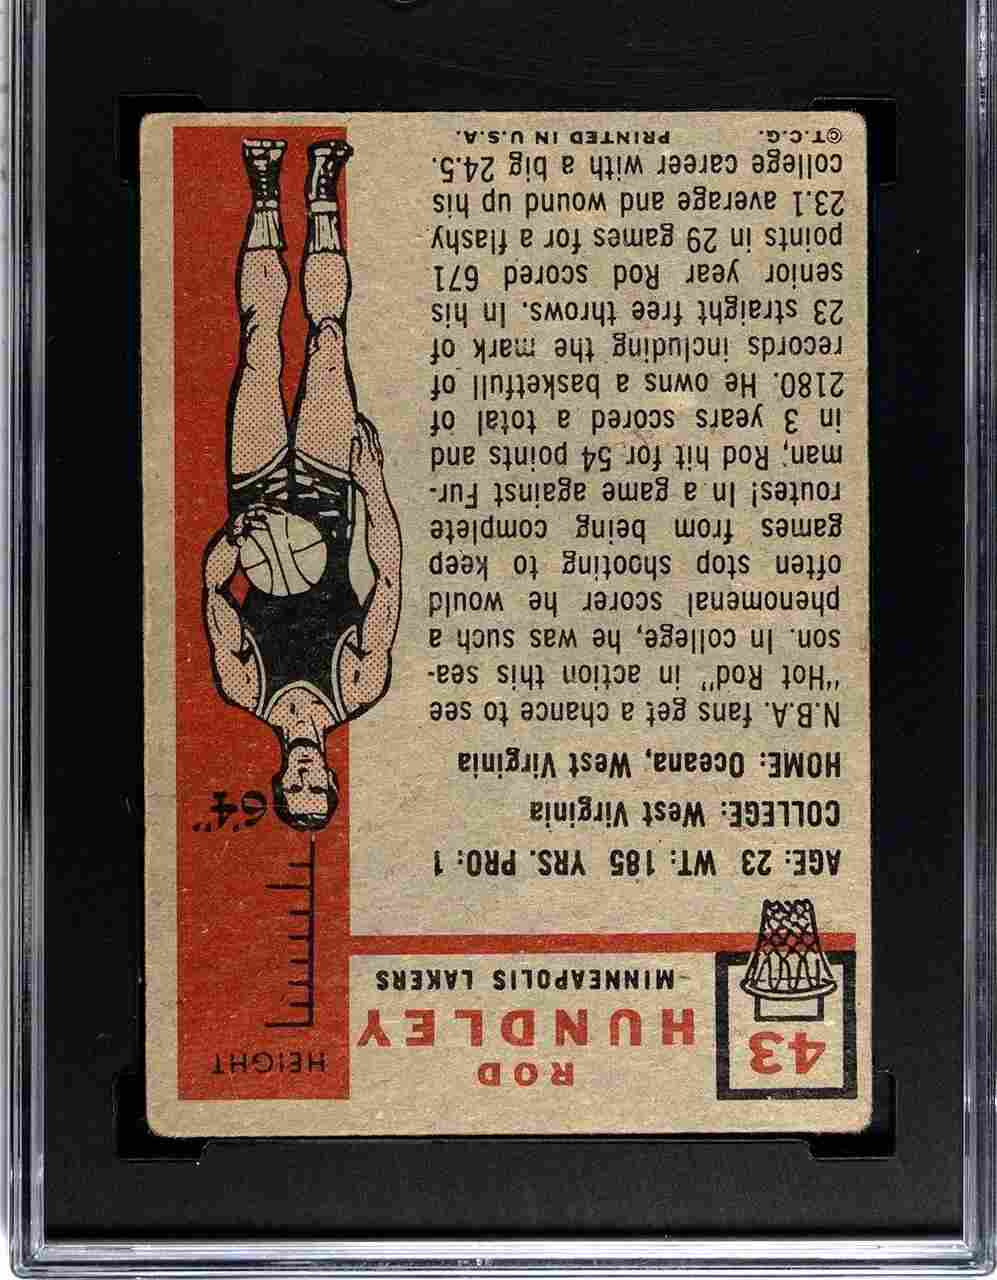 43
ROD
HUNDLEY
MINNEAPOLIS LAKERS
HEIGHT
6'4"
AGE: 23 WT: 185 YRS. PRO: 1
COLLEGE: West Virginia
HOME: Oceana, West Virginia
N.B.A. fans get a chance to see
"Hot Rod" in action this sea-
son. In college, he was such a
phenomenal scorer he would
often stop shooting to keep
games from being complete
routes! In a game against Fur-
man, Rod hit for 54 points and
in 3 years scored a total of
2180. He owns a basketfull of
records including the mark of
23 straight free throws. In his
senior year Rod scored 671
points in 29 games for a flashy
23.1 average and wound up his
college career with a big 24.5.
©T.C.G. PRINTED IN U.S.A.